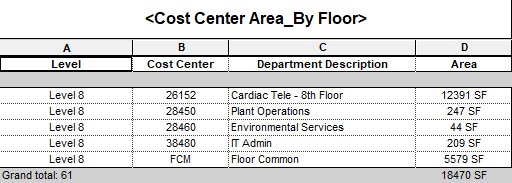 <Cost Center Area_By Floor>
A B C D
Level Cost Center Department Description Area
Level 8 26152 Cardiac Tele - 8th Floor 12391 SF
Level 8 28450 Plant Operations 247 SF
Level 8 28460 Environmental Services 44 SF
Level 8 38480 IT Admin 209 SF
Level 8 FCM Floor Common 5579 SF
Grand total: 61 18470 SF